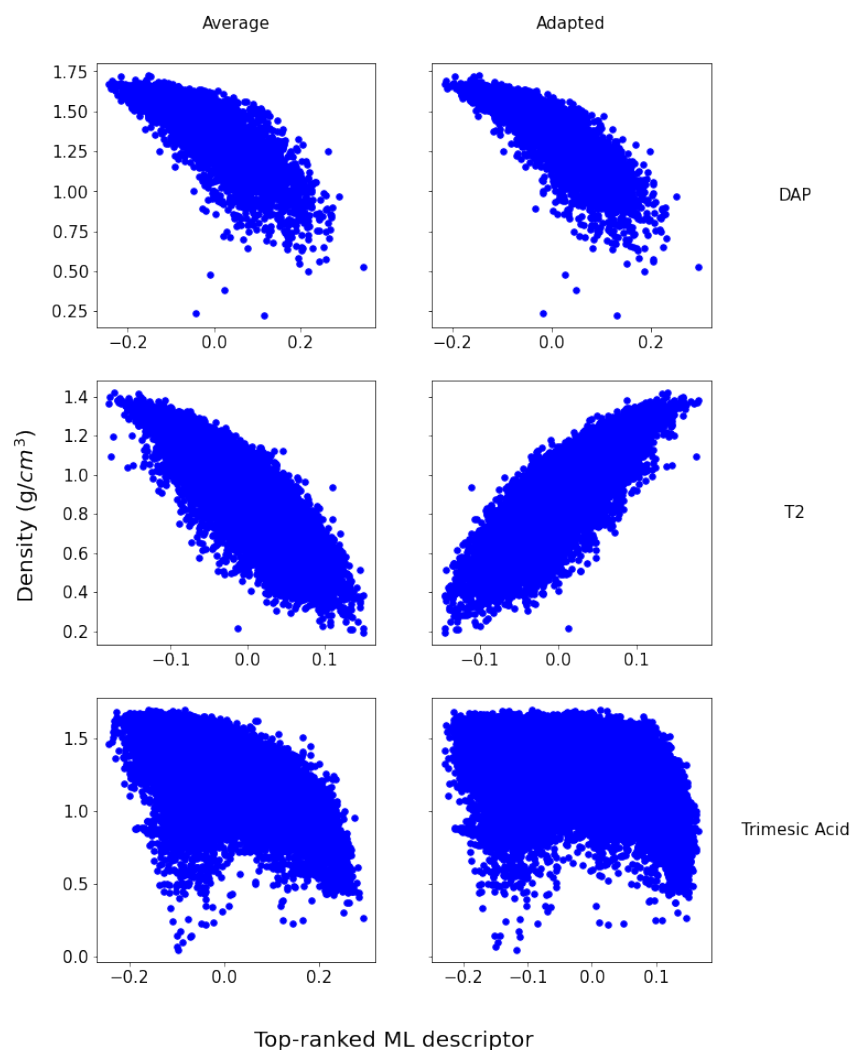 Average Adapted
1.75
1.50
1.25
1.00
0.75
0.50
0.25
DAP
−0.2 0.0 0.2 −0.2 0.0 0.2
1.4
1.2
1.0
0.8
0.6
0.4
0.2
Density (g/cm³)
T2
−0.1 0.0 0.1 −0.1 0.0 0.1
1.5
1.0
0.5
0.0
Trimesic Acid
−0.2 0.0 0.2 −0.2 −0.1 0.0 0.1
Top-ranked ML descriptor